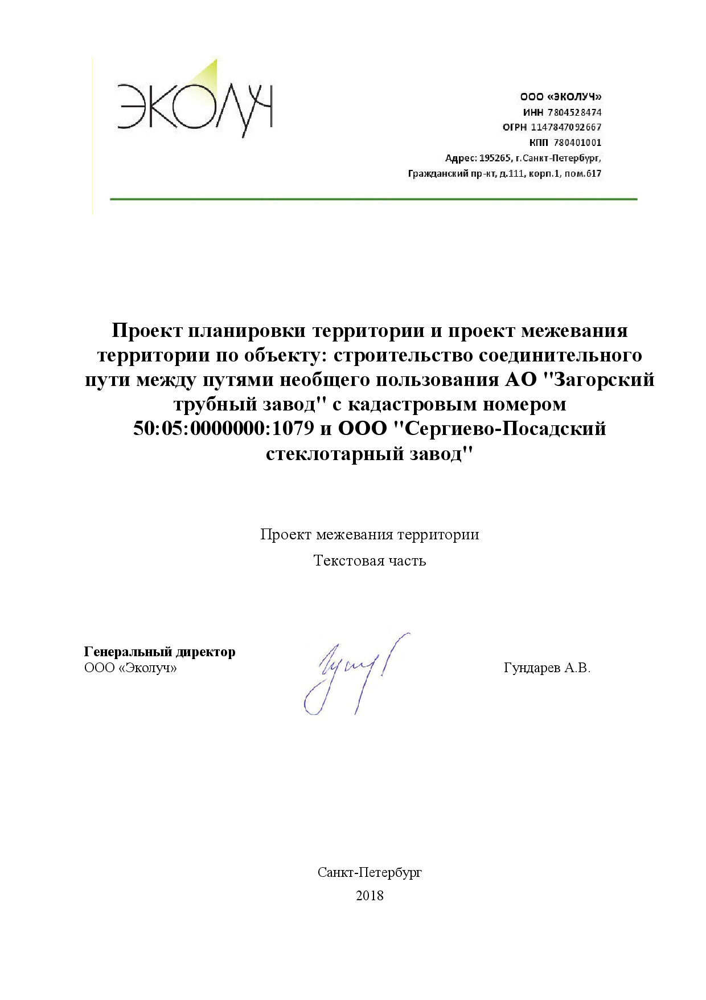 ЭКОЛУЧ
ООО «ЭКОЛУЧ»
ИНН 7804528474
ОГРН 1147847092667
КПП 780401001
Адрес: 195265, г.Санкт-Петербург,
Гражданский пр-кт, д.111, корп.1, пом.617
Проект планировки территории и проект межевания
территории по объекту: строительство соединительного
пути между путями необщего пользования АО "Загорский
трубный завод" с кадастровым номером
50:05:0000000:1079 и ООО "Сергиево-Посадский
стеклотарный завод"
Проект межевания территории
Текстовая часть
Генеральный директор
ООО «Эколуч»
Гундарев А.В.
Санкт-Петербург
2018